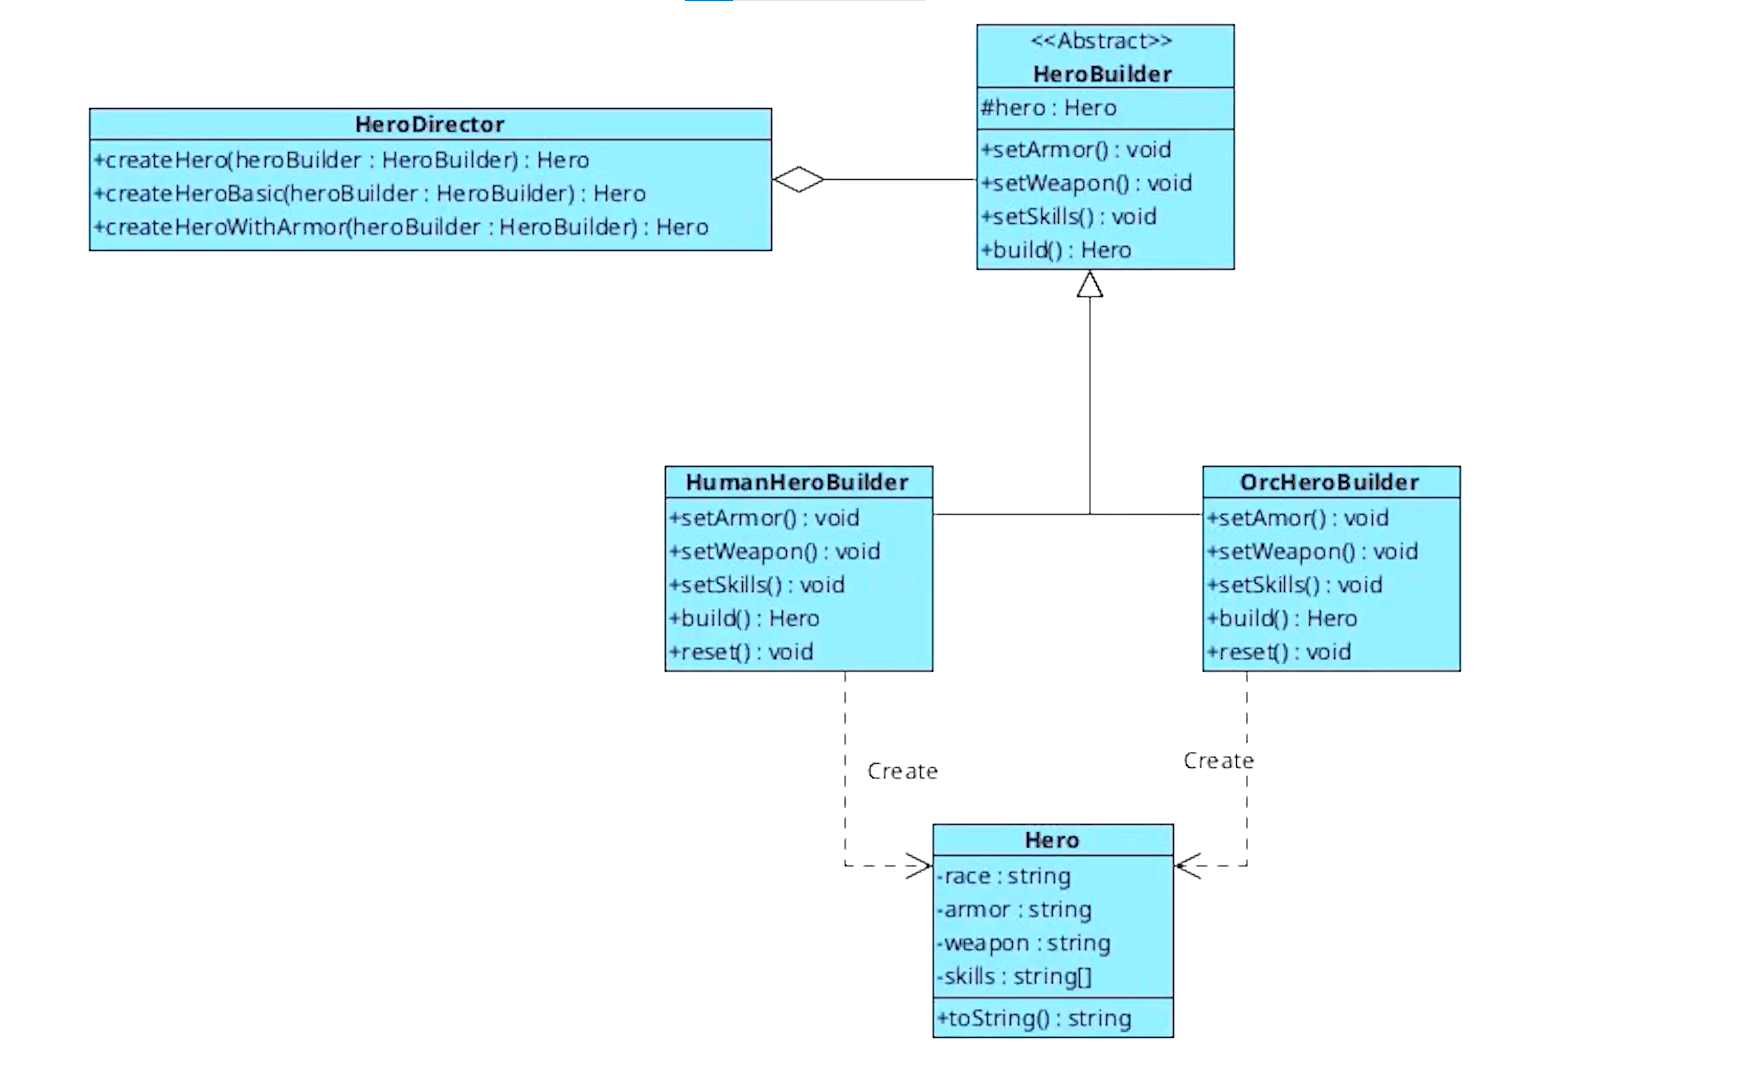 <<Abstract>>
HeroBuilder
#hero : Hero
+setArmor() : void
+setWeapon() : void
+setSkills() : void
+build() : Hero
HeroDirector
+createHero(heroBuilder : HeroBuilder) : Hero
+createHeroBasic(heroBuilder : HeroBuilder) : Hero
+createHeroWithArmor(heroBuilder : HeroBuilder) : Hero
HumanHeroBuilder
+setArmor() : void
+setWeapon() : void
+setSkills() : void
+build() : Hero
+reset() : void
OrcHeroBuilder
+setAmor() : void
+setWeapon() : void
+setSkills() : void
+build() : Hero
+reset() : void
Create
Create
Hero
-race : string
-armor : string
-weapon : string
-skills : string[]
+toString() : string